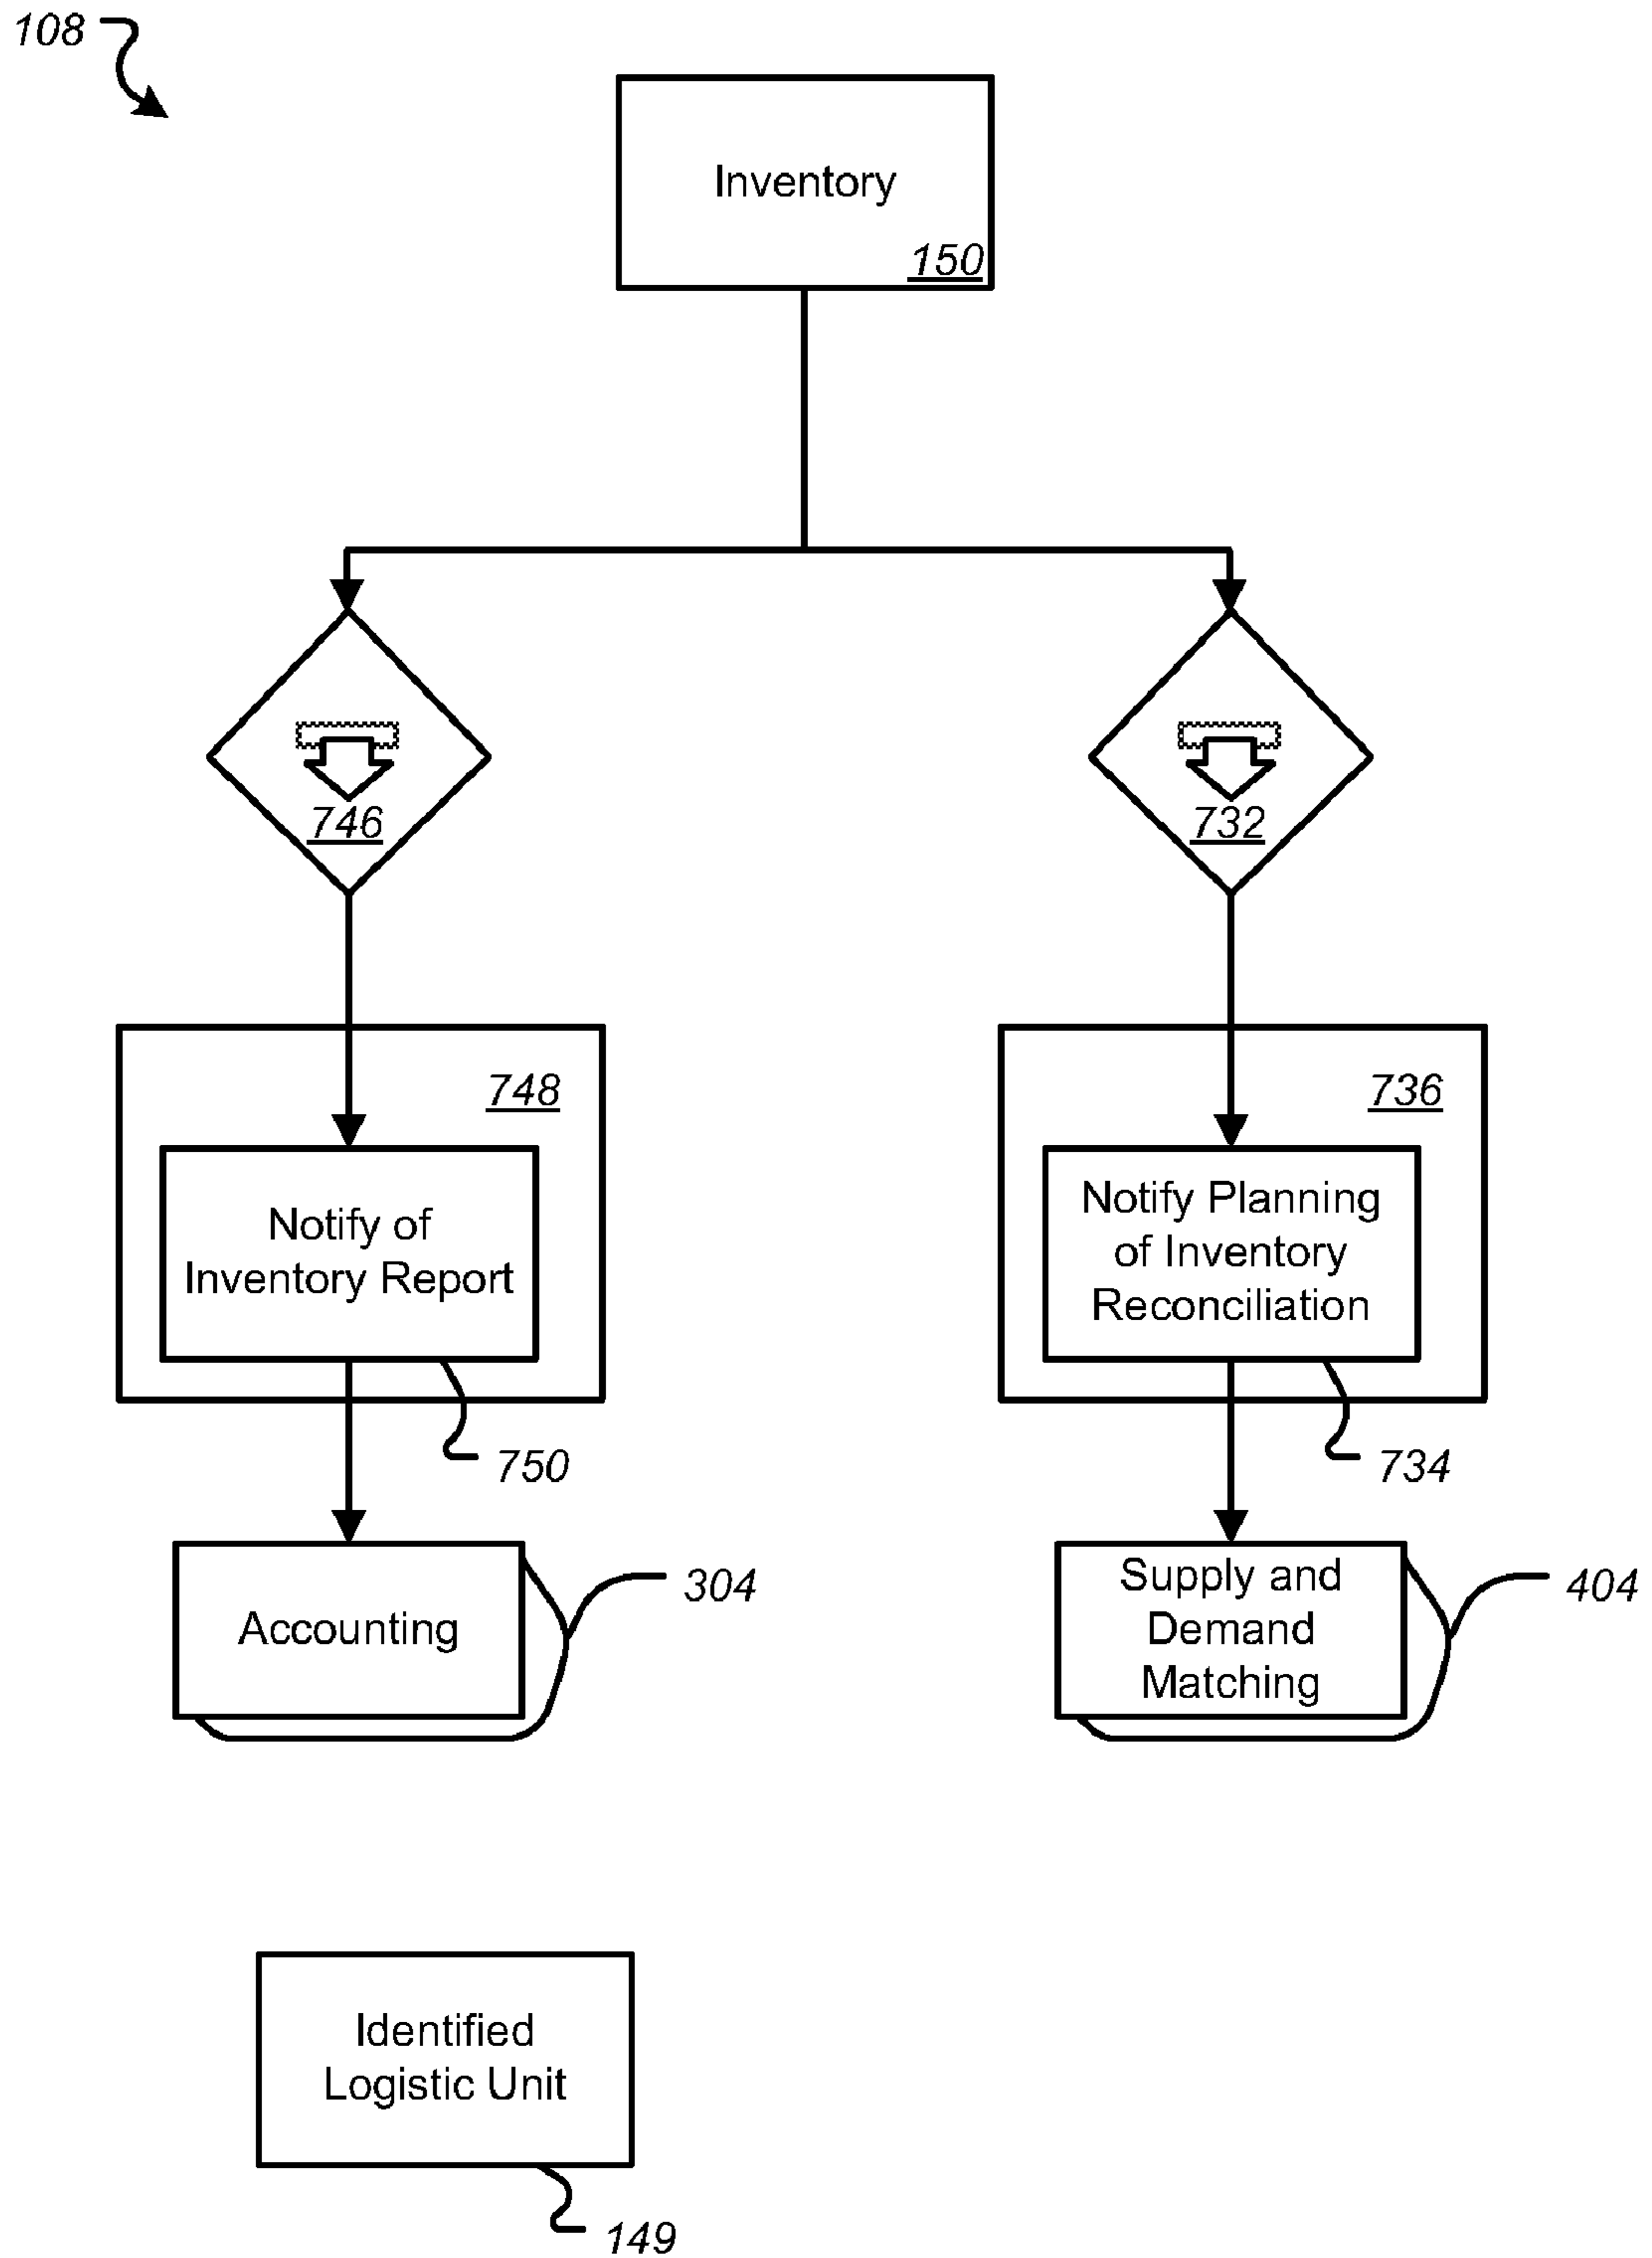 108
Inventory
150
746
732
748
736
Notify of
Inventory Report
Notify Planning
of Inventory
Reconciliation
750
734
Accounting
304
Supply and
Demand
Matching
404
Identified
Logistic Unit
149